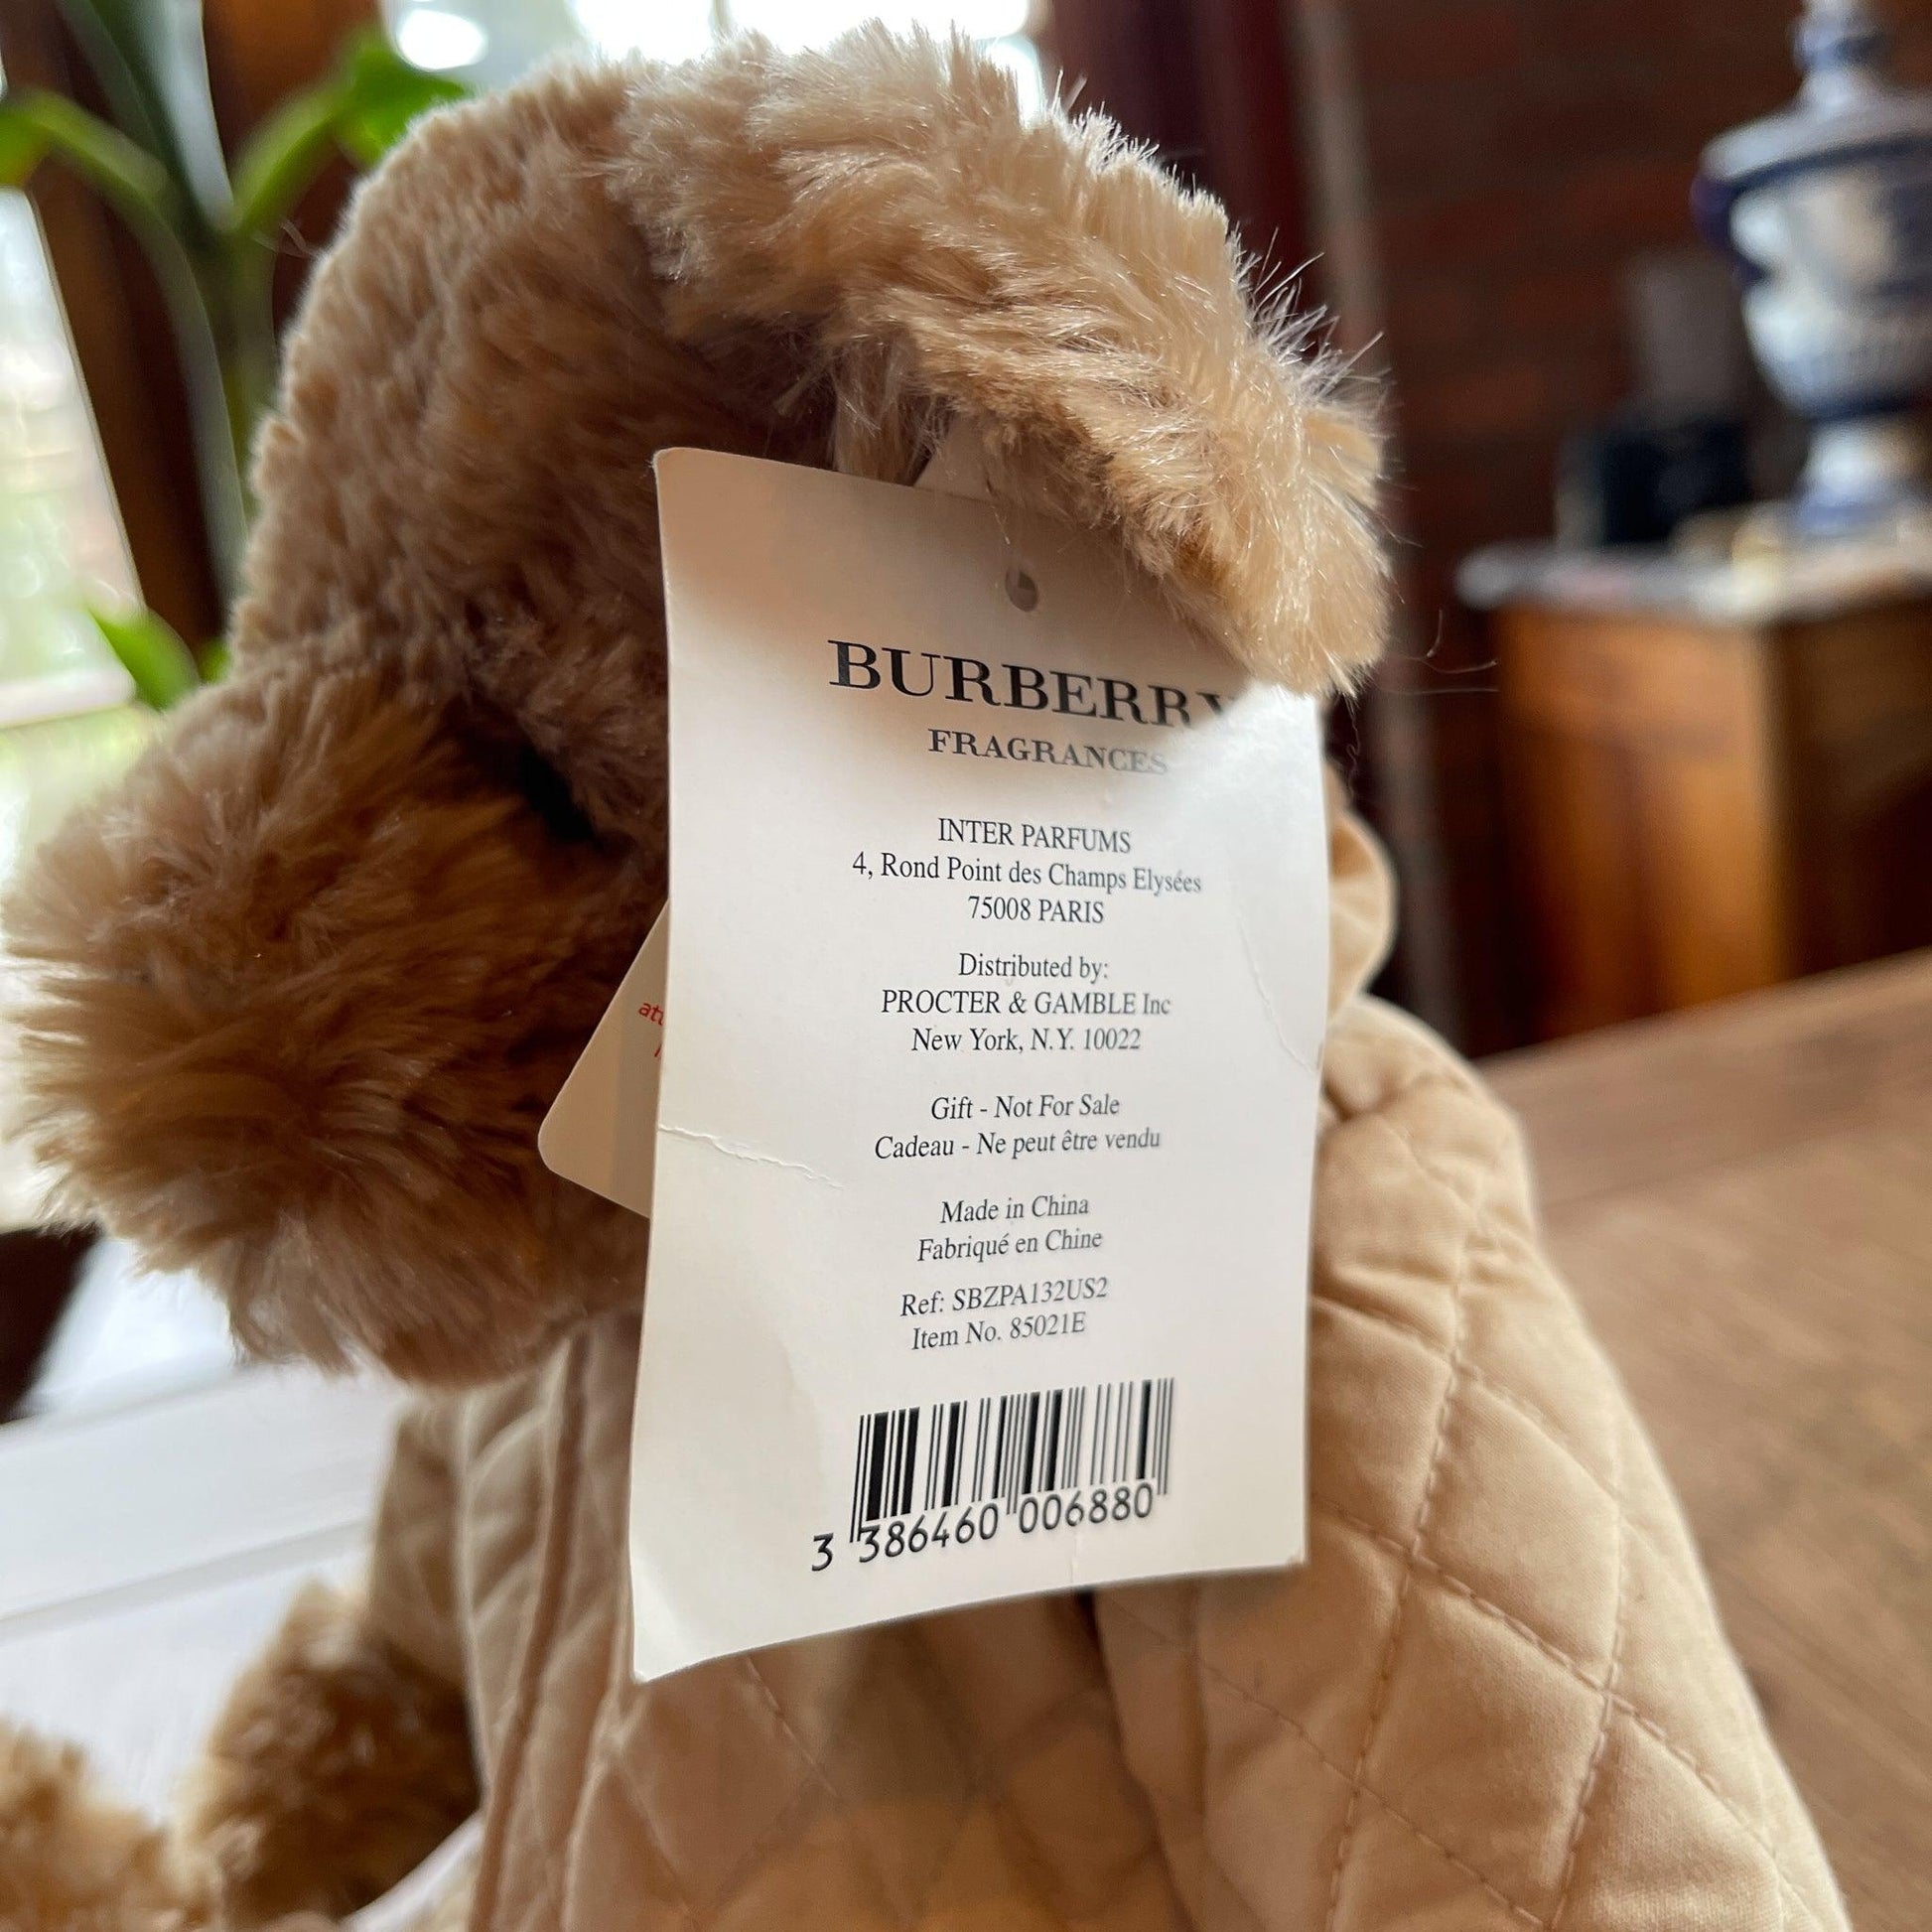 BURBERRY
FRAGRANCES
INTER PARFUMS
4, Rond Point des Champs Elysées
75008 PARIS
Distributed by:
PROCTER & GAMBLE Inc
New York, N.Y. 10022
Gift - Not For Sale
Cadeau - Ne peut être vendu
Made in China
Fabriqué en Chine
Ref: SBZPA132US2
Item No. 85021E
3 386460 006880